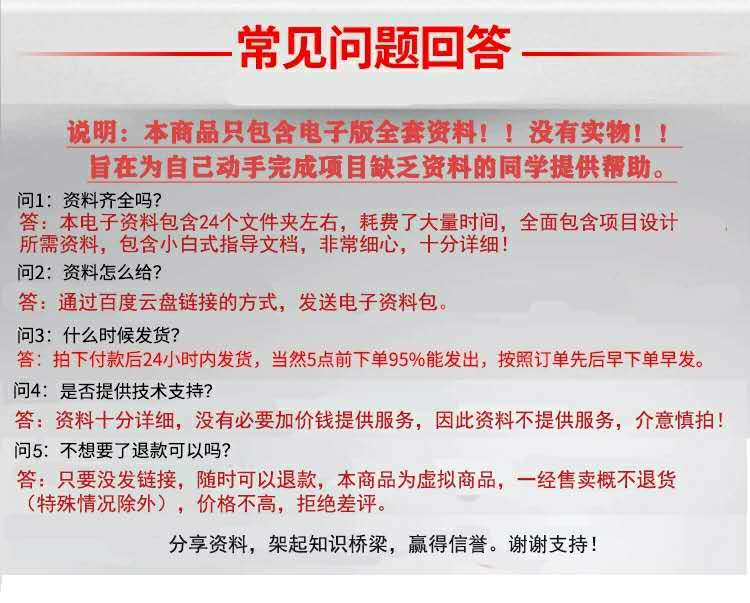 常见问题回答
说明：本商品只包含电子版全套资料！！没有实物！！
旨在为自己动手完成项目缺乏资料的同学提供帮助。
问1：资料齐全吗？
答：本电子资料包含24个文件夹左右，耗费了大量时间，全面包含项目设计
所需资料，包含小白式指导文档，非常细心，十分详细！
问2：资料怎么给？
答：通过百度云盘链接的方式，发送电子资料包。
问3：什么时候发货？
答：拍下付款后24小时内发货，当然5点前下单95%能发出，按照订单先后早下单早发。
问4：是否提供技术支持？
答：资料十分详细，没有必要加价钱提供服务，因此资料不提供服务，介意慎拍！
问5：不想要了退款可以吗？
答：只要没发链接，随时可以退款，本商品为虚拟商品，一经售卖概不退货
（特殊情况除外），价格不高，拒绝差评。
分享资料，架起知识桥梁，赢得信誉。谢谢支持！